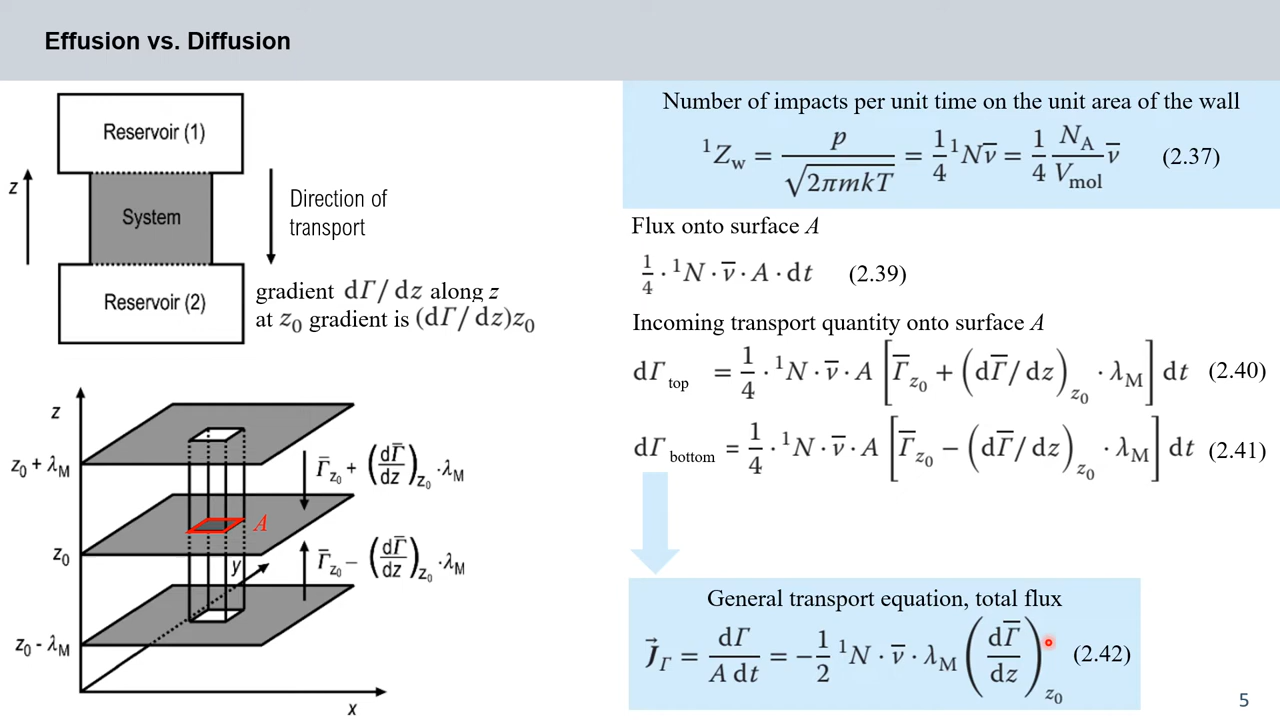 Effusion vs. Diffusion
Reservoir (1)
z
System
Direction of
transport
Reservoir (2)
gradient dΓ/dz along z
at z₀ gradient is (dΓ/dz)z₀
z
z₀ + λ_M
Γ̅_z₀ + (dΓ̅/dz)_z₀ ·λ_M
A
z₀
Γ̅_z₀ − (dΓ̅/dz)_z₀ ·λ_M
y
z₀ - λ_M
x
Number of impacts per unit time on the unit area of the wall
¹Z_w = p/√(2πmkT) = 1/4 ¹Nν̅ = 1/4 N_A/V_mol ν̅ (2.37)
Flux onto surface A
1/4 · ¹N · ν̅ · A · dt (2.39)
Incoming transport quantity onto surface A
dΓ_top = 1/4 · ¹N · ν̅ · A [Γ̅_z₀ + (dΓ̅/dz)_z₀ · λ_M] dt (2.40)
dΓ_bottom = 1/4 · ¹N · ν̅ · A [Γ̅_z₀ − (dΓ̅/dz)_z₀ · λ_M] dt (2.41)
General transport equation, total flux
J⃗_Γ = dΓ/(A dt) = −1/2 ¹N · ν̅ · λ_M (dΓ̅/dz)_z₀ (2.42)
5